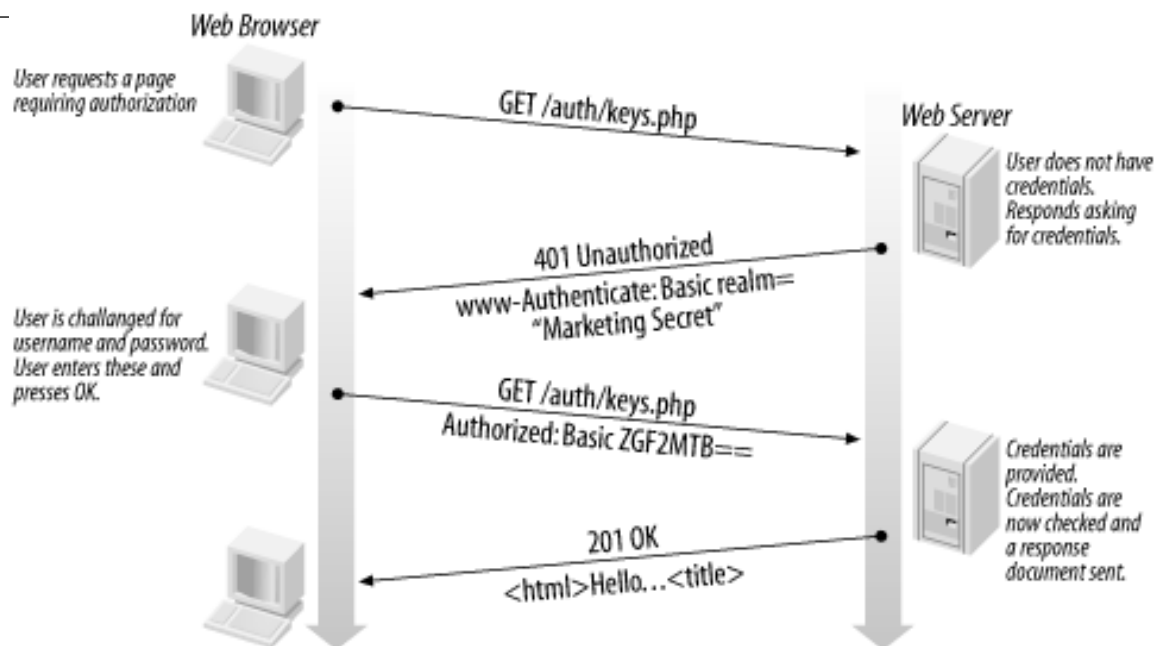 Web Browser
User requests a page
requiring authorization
GET /auth/keys.php
Web Server
User does not have
credentials.
Responds asking
for credentials.
401 Unauthorized
www-Authenticate: Basic realm=
“Marketing Secret”
User is challanged for
username and password.
User enters these and
presses OK.
GET /auth/keys.php
Authorized: Basic ZGF2MTB==
Credentials are
provided.
Credentials are
now checked and
a response
document sent.
201 OK
<html>Hello...<title>